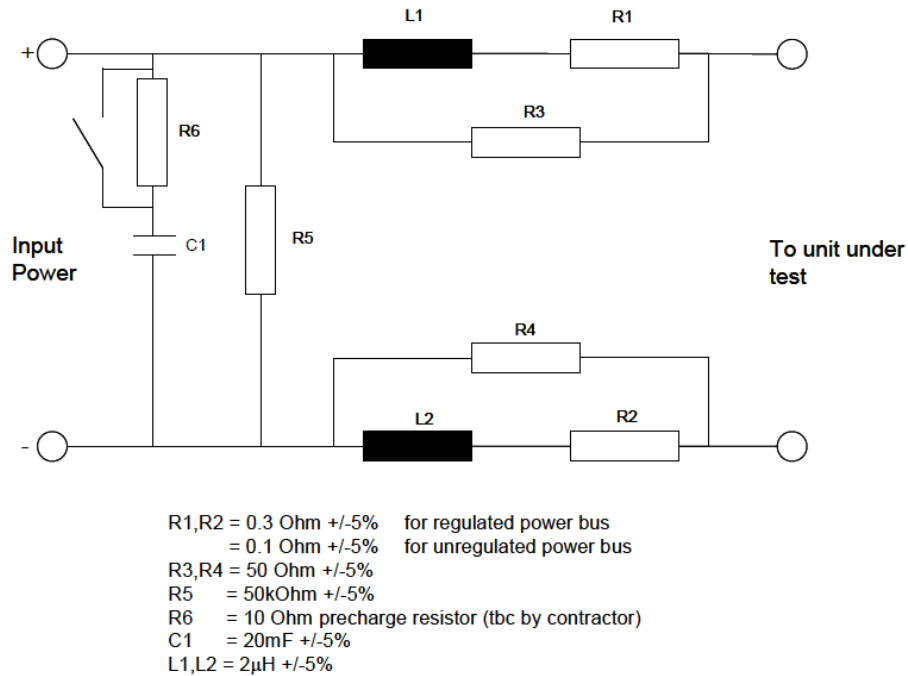 L1
R1
+
R6
R3
C1
R5
Input
Power
To unit under
test
R4
L2
R2
-
R1,R2 = 0.3 Ohm +/-5% for regulated power bus
= 0.1 Ohm +/-5% for unregulated power bus
R3,R4 = 50 Ohm +/-5%
R5 = 50kOhm +/-5%
R6 = 10 Ohm precharge resistor (tbc by contractor)
C1 = 20mF +/-5%
L1,L2 = 2µH +/-5%